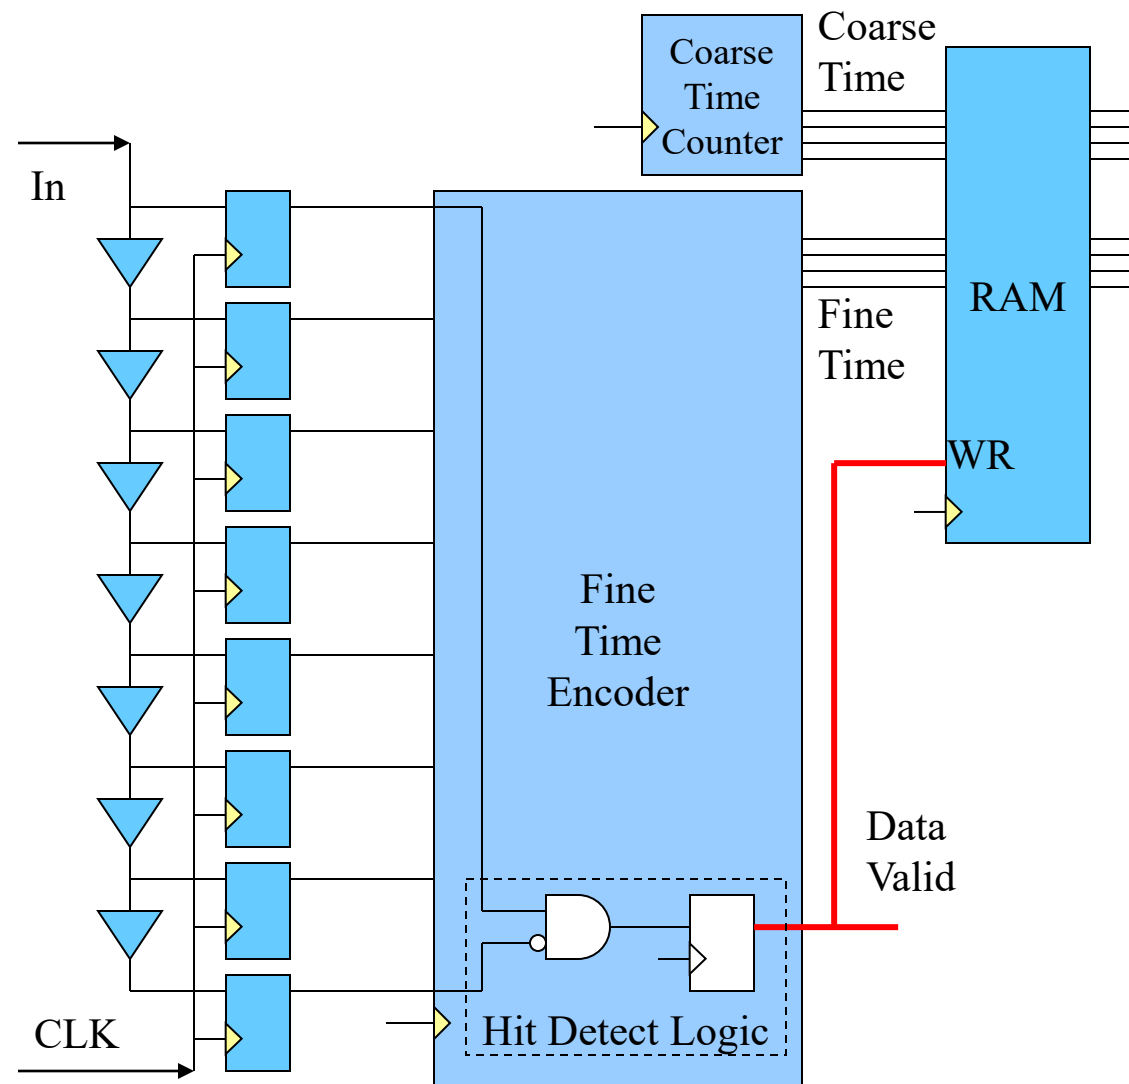 Coarse
Time
Counter
Coarse
Time
In
RAM
Fine
Time
WR
Fine
Time
Encoder
Data
Valid
CLK
Hit Detect Logic